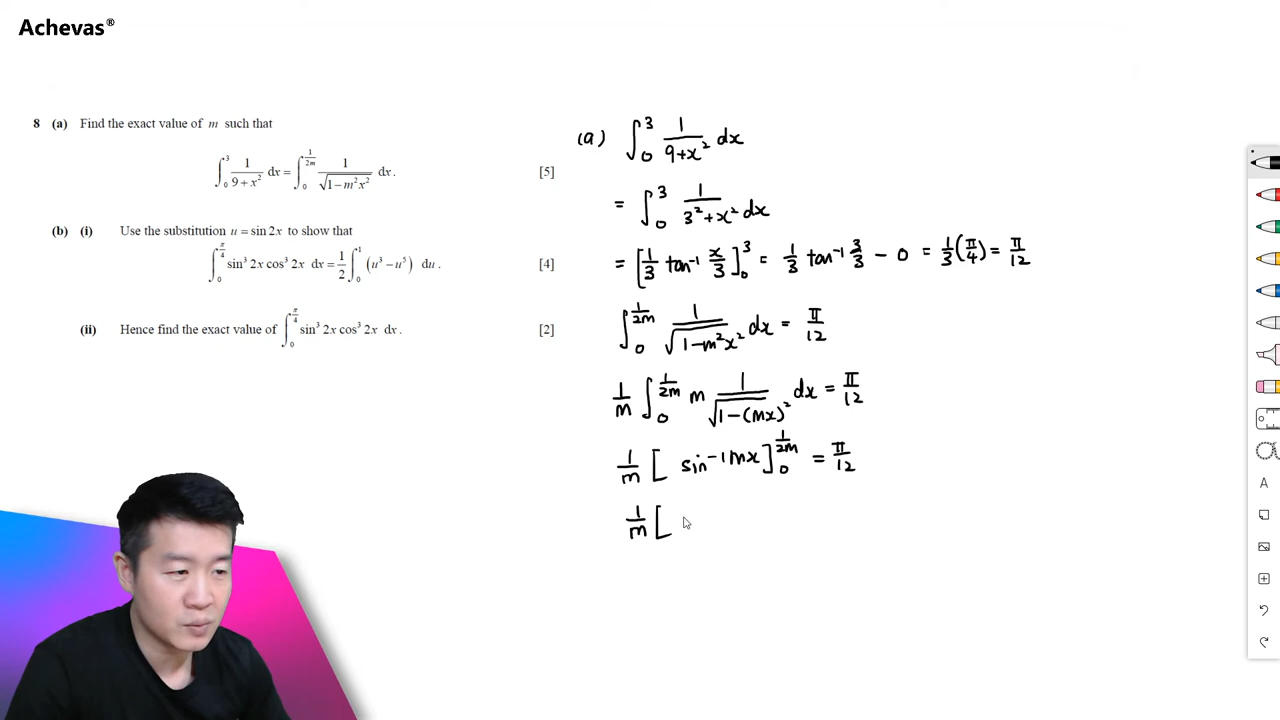 Achevas®
8 (a) Find the exact value of m such that
∫₀³ 1/(9+x²) dx = ∫₀^(1/2m) 1/√(1−m²x²) dx. [5]
(b) (i) Use the substitution u = sin 2x to show that
∫₀^(π/4) sin³ 2x cos³ 2x dx = 1/2 ∫₀¹ (u³−u⁵) du. [4]
(ii) Hence find the exact value of ∫₀^(π/4) sin³ 2x cos³ 2x dx. [2]
(a) ∫₀³ 1/(9+x²) dx
= ∫₀³ 1/(3²+x²) dx
= [1/3 tan⁻¹ x/3]₀³ = 1/3 tan⁻¹ 3/3 − 0 = 1/3 (π/4) = π/12
∫₀^(1/2m) 1/√(1−m²x²) dx = π/12
1/m ∫₀^(1/2m) m 1/√(1−(mx)²) dx = π/12
1/m [ sin⁻¹ mx ]₀^(1/2m) = π/12
1/m [
A